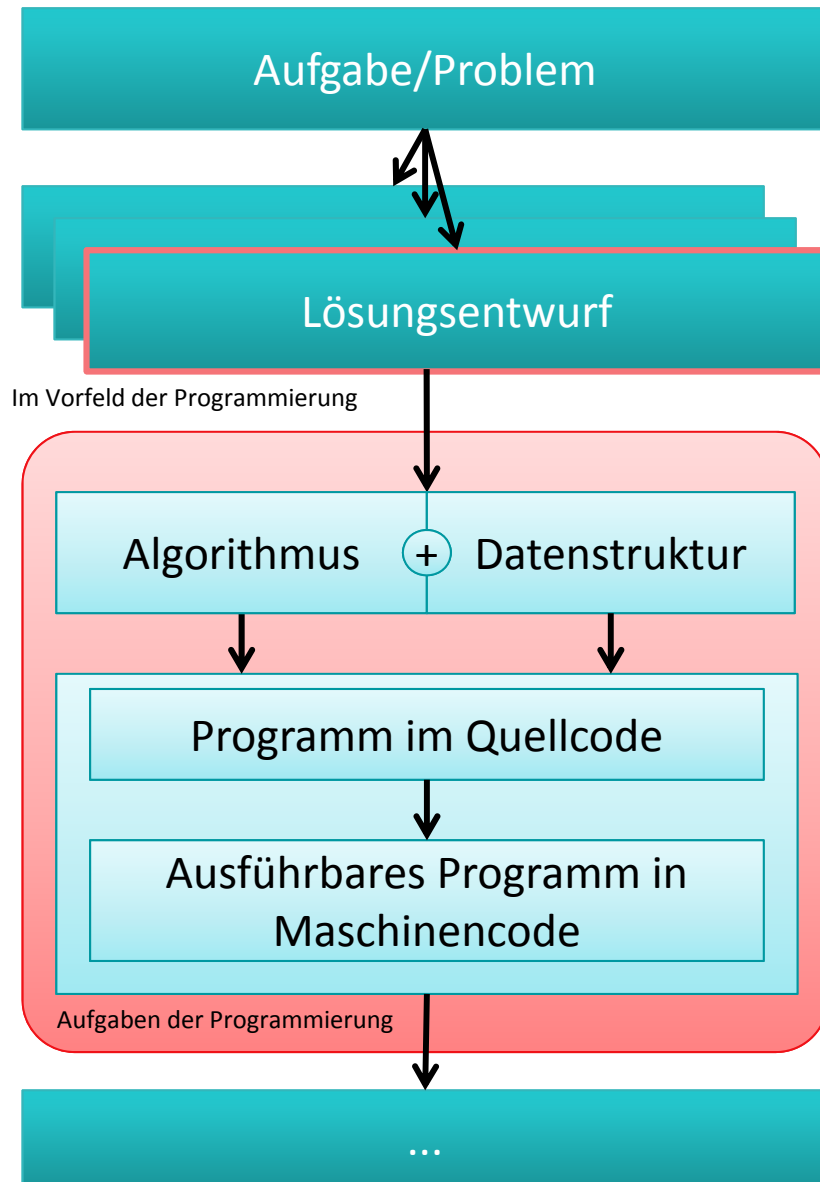 Aufgabe/Problem
Lösungsentwurf
Im Vorfeld der Programmierung
Algorithmus + Datenstruktur
Programm im Quellcode
Ausführbares Programm in
Maschinencode
Aufgaben der Programmierung
...